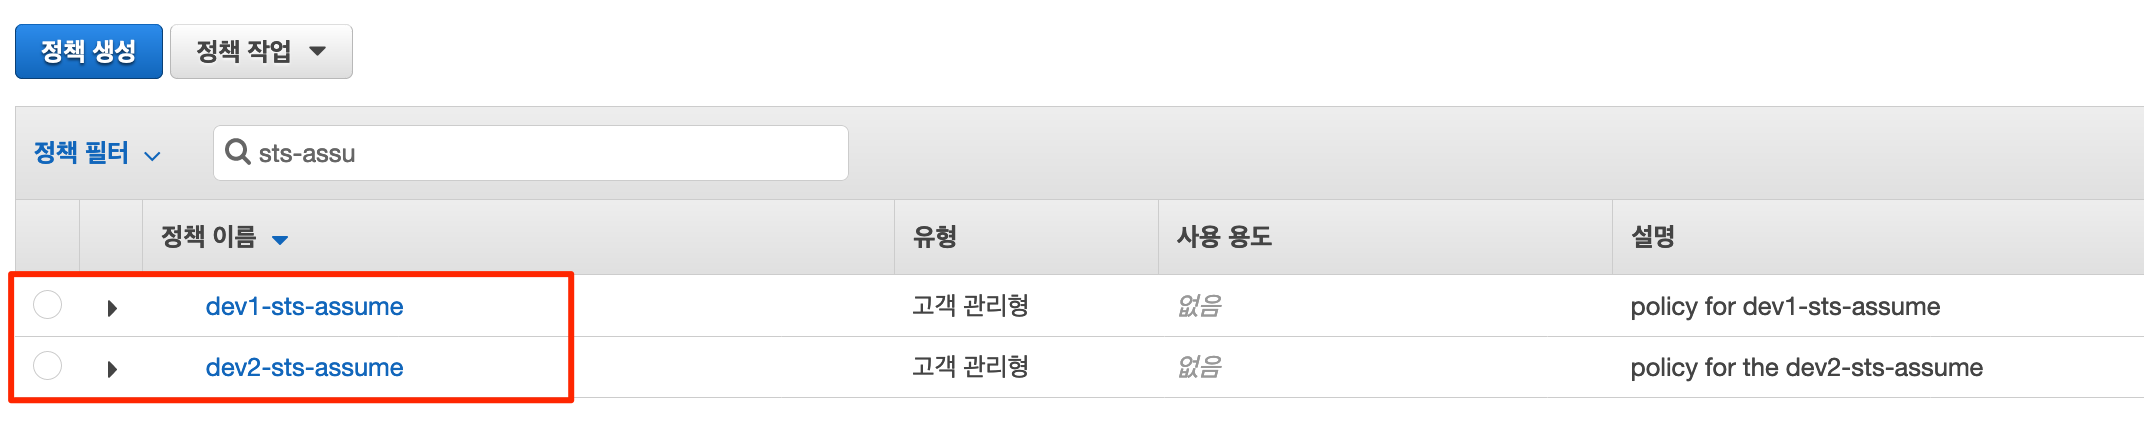 정책 생성 정책 작업
정책 필터 sts-assu
정책 이름 유형 사용 용도 설명
dev1-sts-assume 고객 관리형 없음 policy for dev1-sts-assume
dev2-sts-assume 고객 관리형 없음 policy for the dev2-sts-assume